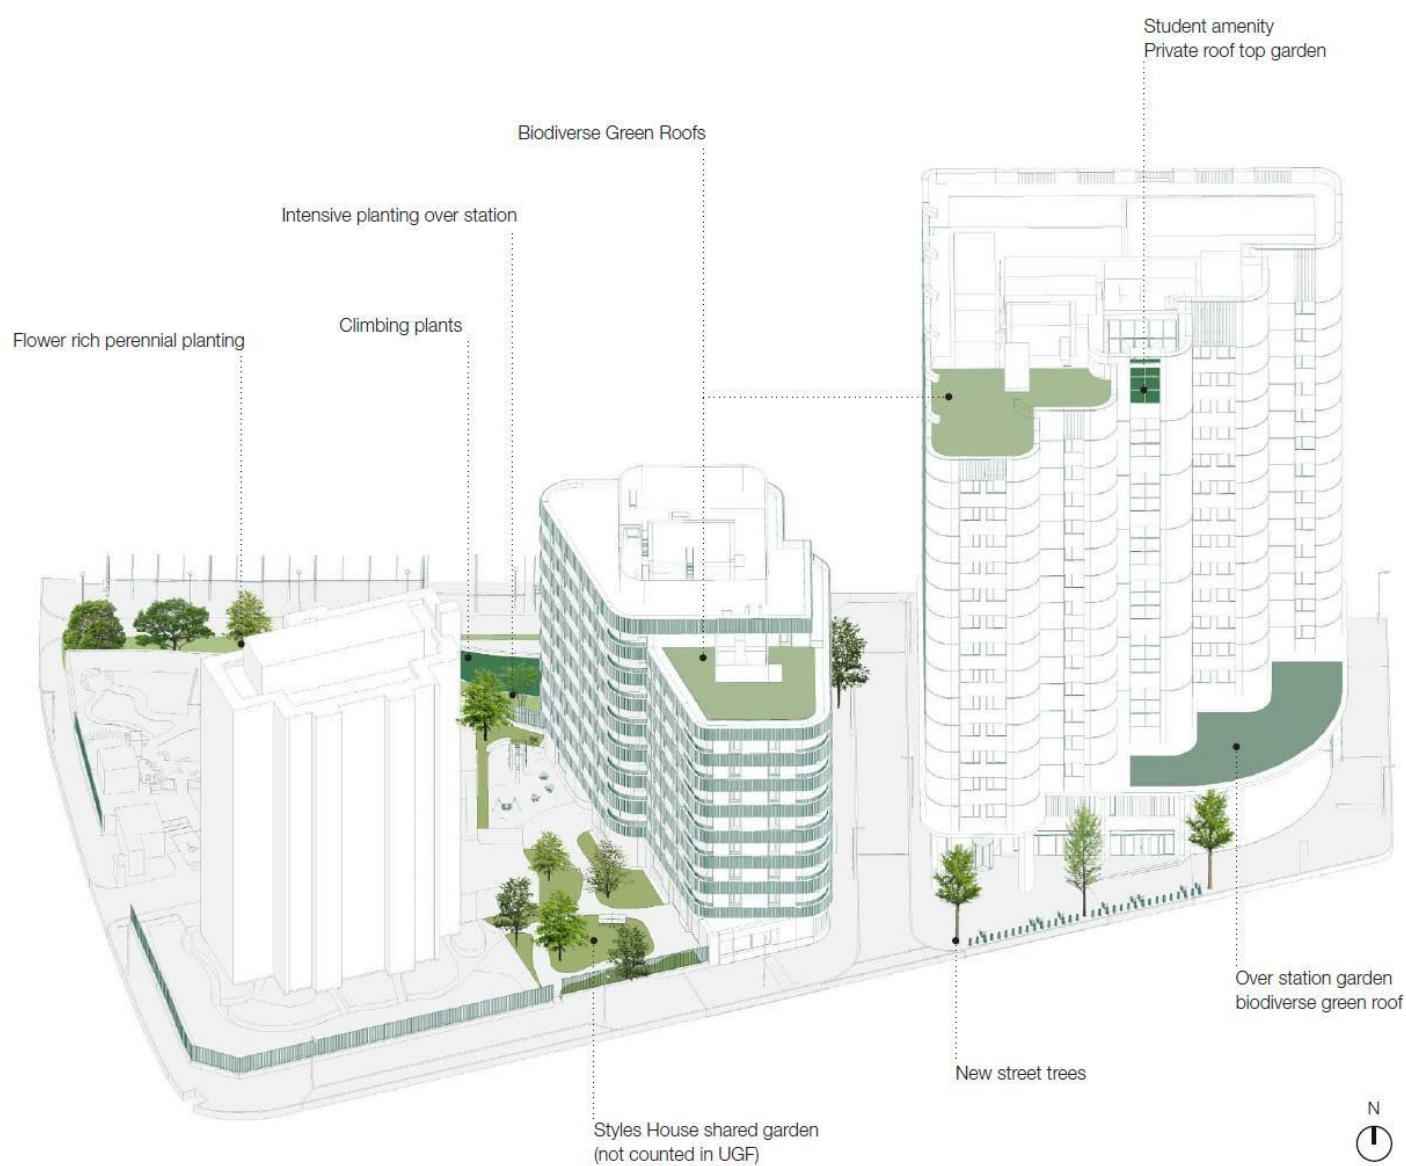 Student amenity
Private roof top garden
Biodiverse Green Roofs
Intensive planting over station
Climbing plants
Flower rich perennial planting
Over station garden
biodiverse green roof
New street trees
Styles House shared garden
(not counted in UGF)
N